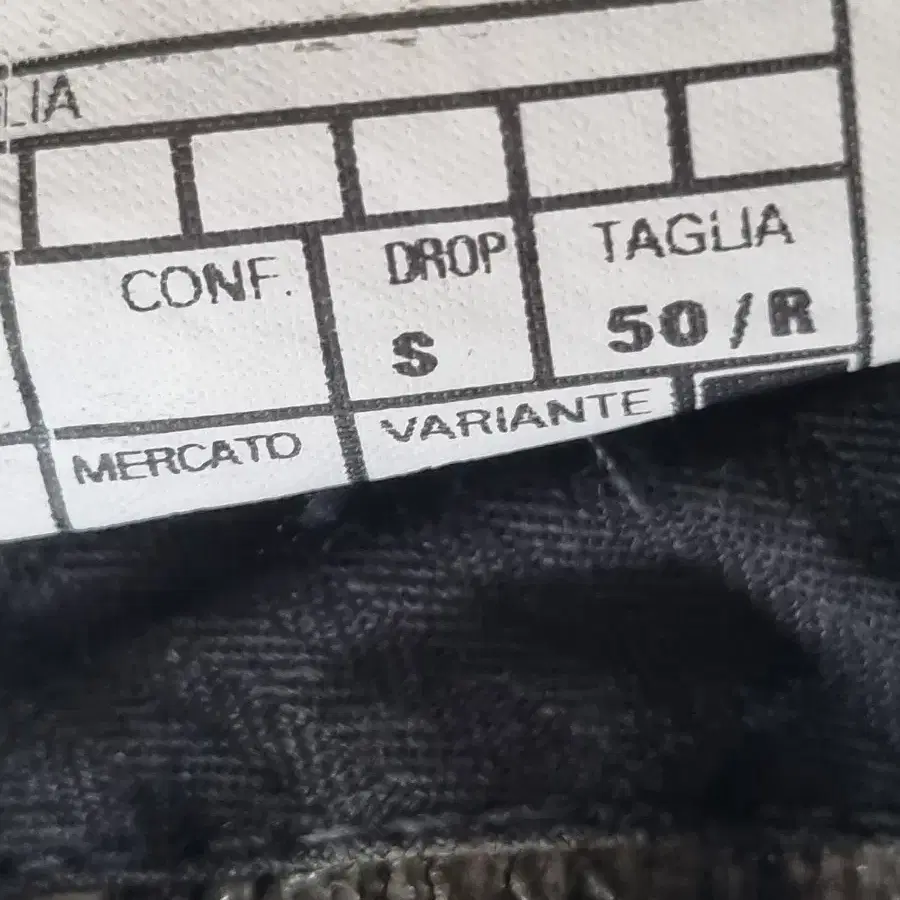 LIA
CONF. DROP TAGLIA
S 50/R
MERCATO VARIANTE